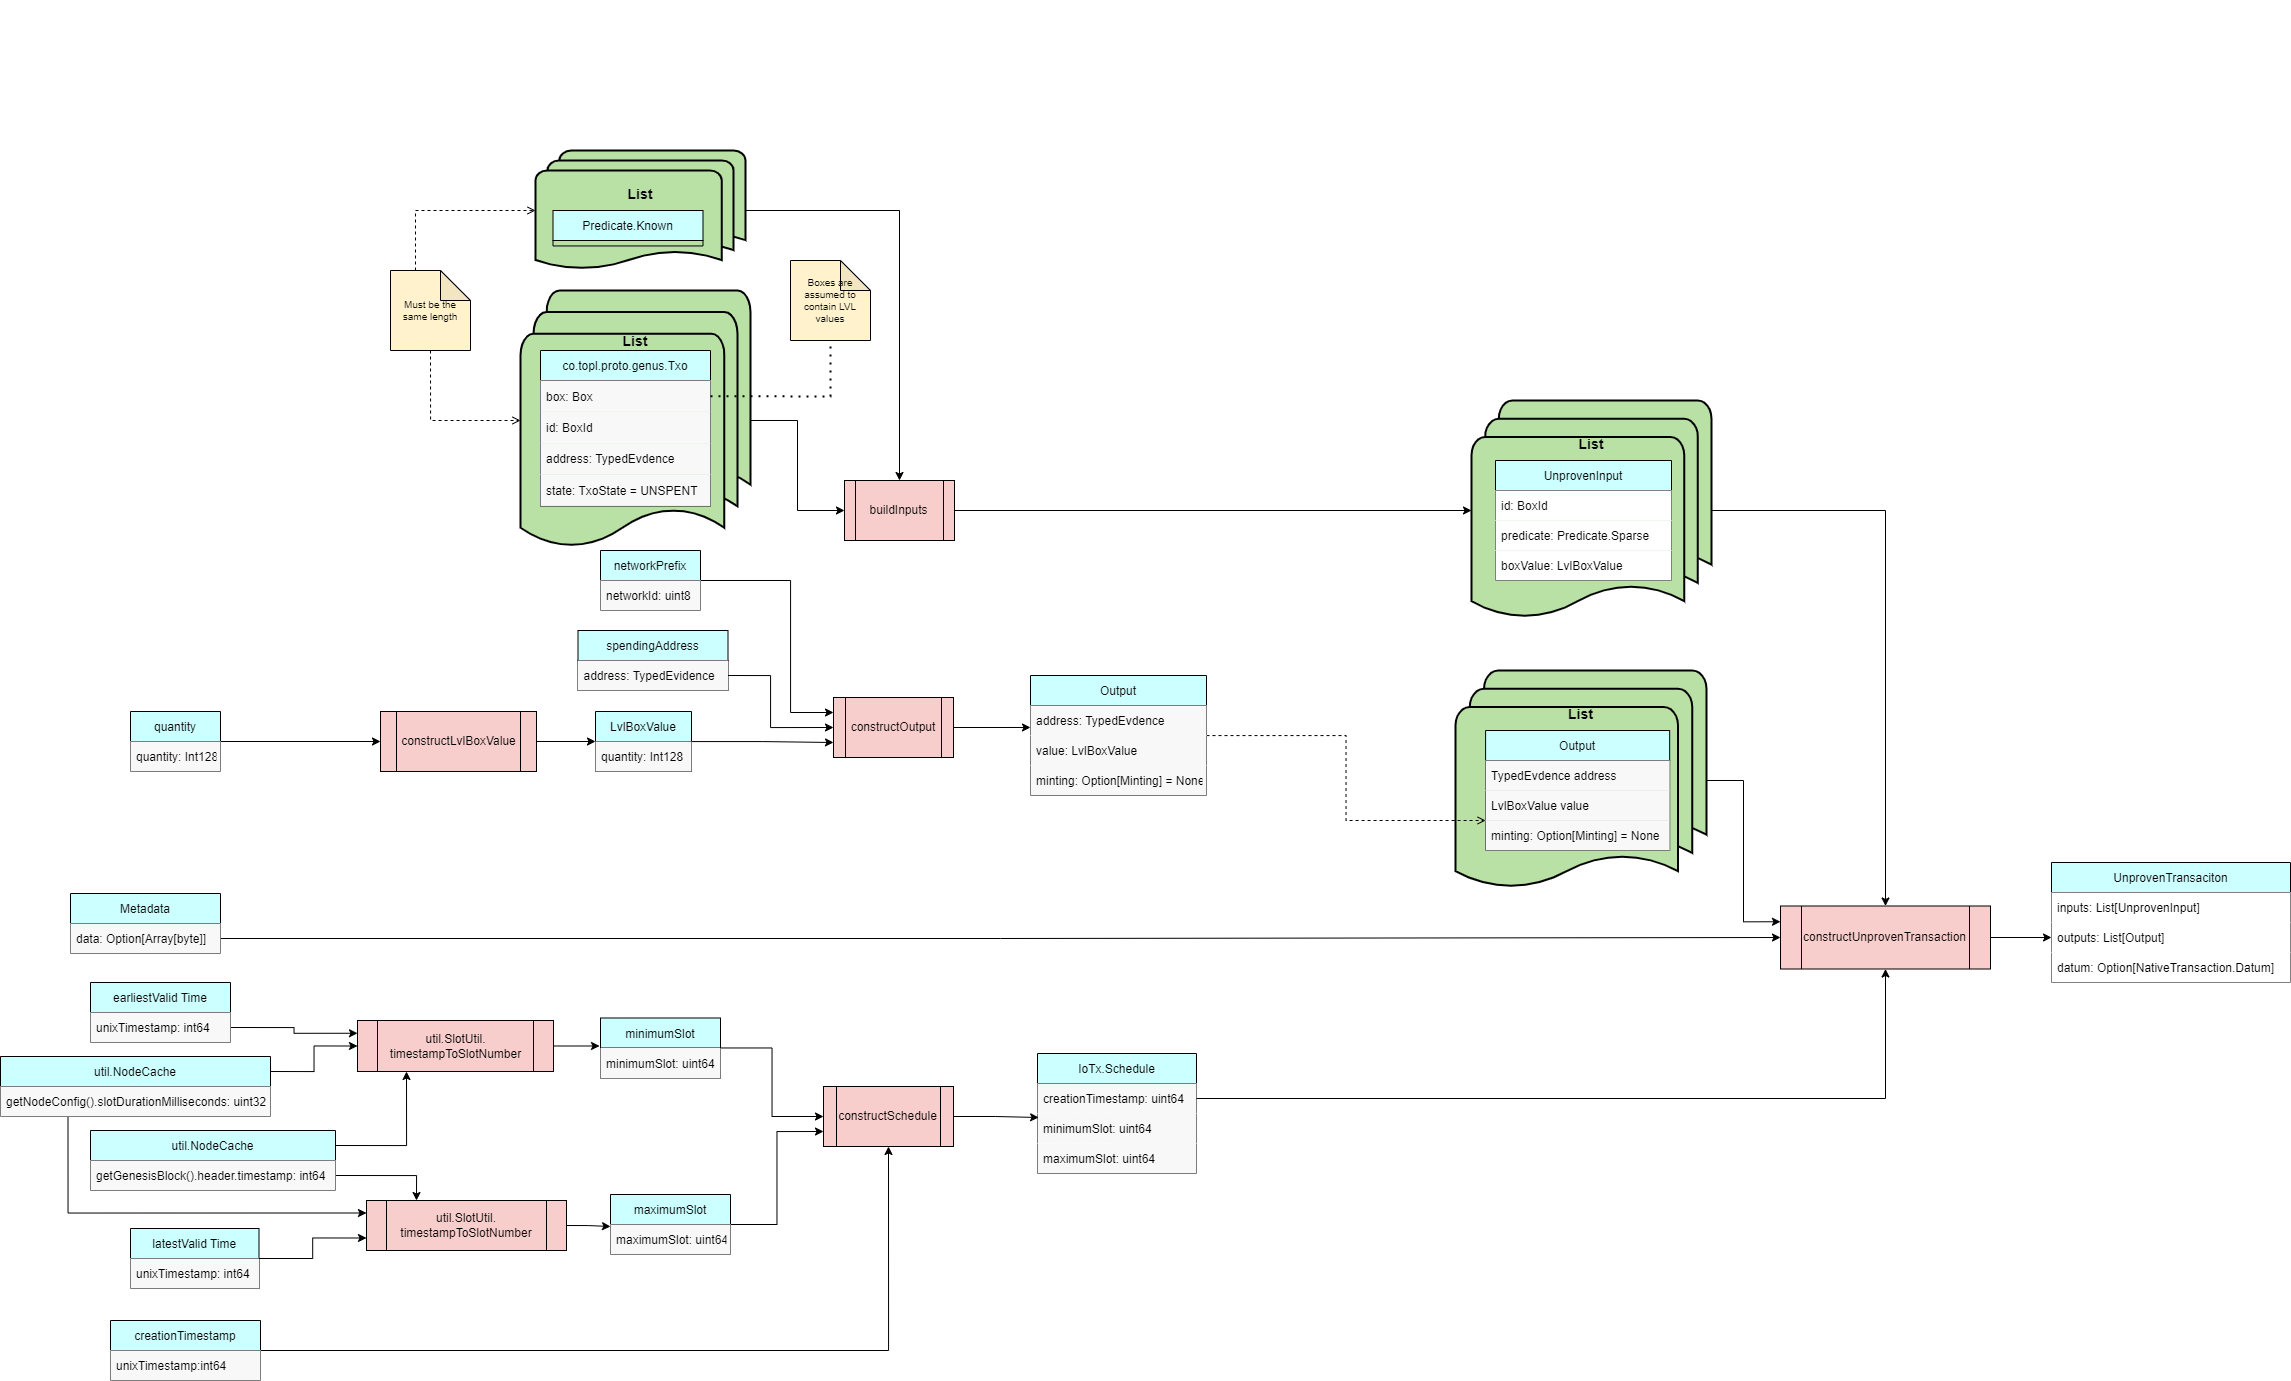 List
Predicate.Known
Must be the
same length
Boxes are
assumed to
contain LVL
values
List
co.topl.proto.genus.Txo
box: Box
id: BoxId
address: TypedEvdence
state: TxoState = UNSPENT
buildInputs
List
UnprovenInput
id: BoxId
predicate: Predicate.Sparse
boxValue: LvlBoxValue
networkPrefix
networkId: uint8
spendingAddress
address: TypedEvidence
quantity
quantity: Int128
constructLvlBoxValue
LvlBoxValue
quantity: Int128
constructOutput
Output
address: TypedEvdence
value: LvlBoxValue
minting: Option[Minting] = None
List
Output
TypedEvdence address
LvlBoxValue value
minting: Option[Minting] = None
Metadata
data: Option[Array[byte]]
constructUnprovenTransaction
UnprovenTransaciton
inputs: List[UnprovenInput]
outputs: List[Output]
datum: Option[NativeTransaction.Datum]
earliestValid Time
unixTimestamp: int64
util.NodeCache
getNodeConfig().slotDurationMilliseconds: uint32
util.NodeCache
getGenesisBlock().header.timestamp: int64
latestValid Time
unixTimestamp: int64
creationTimestamp
unixTimestamp:int64
util.SlotUtil.
timestampToSlotNumber
minimumSlot
minimumSlot: uint64
util.SlotUtil.
timestampToSlotNumber
maximumSlot
maximumSlot: uint64
constructSchedule
IoTx.Schedule
creationTimestamp: uint64
minimumSlot: uint64
maximumSlot: uint64